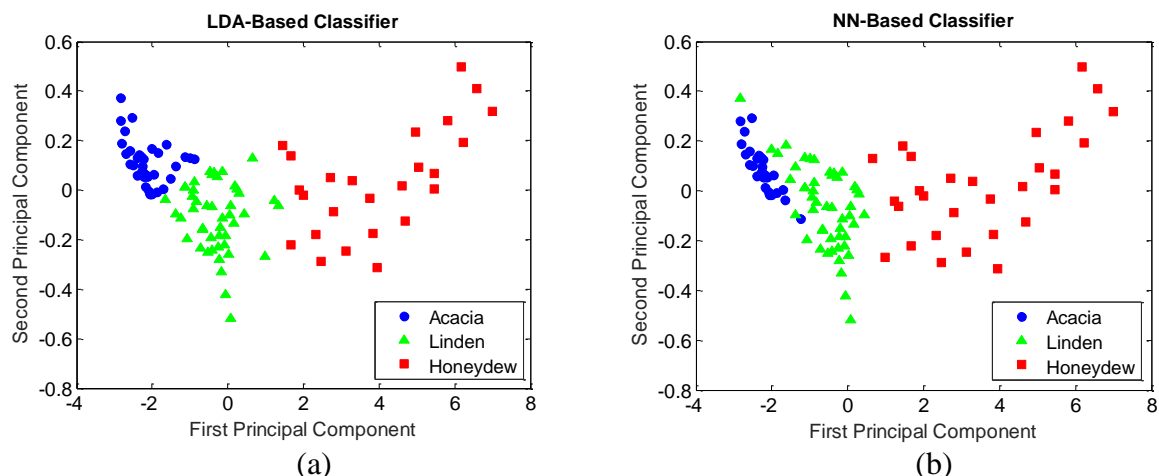 LDA-Based Classifier
0.6
0.4
0.2
0
-0.2
-0.4
-0.6
-0.8
-4
-2
0
2
4
6
8
Second Principal Component
First Principal Component
Acacia
Linden
Honeydew
(a)
NN-Based Classifier
0.6
0.4
0.2
0
-0.2
-0.4
-0.6
-0.8
-4
-2
0
2
4
6
8
Second Principal Component
First Principal Component
Acacia
Linden
Honeydew
(b)